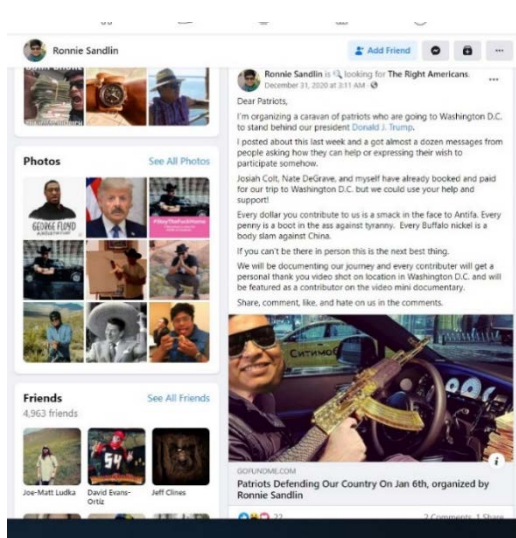 Ronnie Sandlin
Add Friend
Ronnie Sandlin is looking for The Right Americans.
December 31, 2020 at 3:11 AM
Dear Patriots,
I'm organizing a caravan of patriots who are going to Washington D.C.
to stand behind our president Donald J. Trump.
I posted about this last week and a got almost a dozen messages from
people asking how they can help or expressing their wish to
participate somehow.
Josiah Colt, Nate DeGrave, and myself have already booked and paid
for our trip to Washington D.C. but we could use your help and
support!
Every dollar you contribute to us is a smack in the face to Antifa. Every
penny is a boot in the ass against tyranny. Every Buffalo nickel is a
body slam against China.
If you can't be there in person this is the next best thing.
We will be documenting our journey and every contributer will get a
personal thank you video shot on location in Washington D.C. and will
be featured as a contributor on the video mini documentary.
Share, comment, like, and hate on us in the comments.
СИТИМОБ
GOFUNDME.COM
Patriots Defending Our Country On Jan 6th, organized by
Ronnie Sandlin
22
2 Comments 1 Share
Photos
See All Photos
GEORGE FLOYD
Friends
See All Friends
4,963 friends
Joe-Matt Ludka
David Evans-
Ortiz
Jeff Clines
54